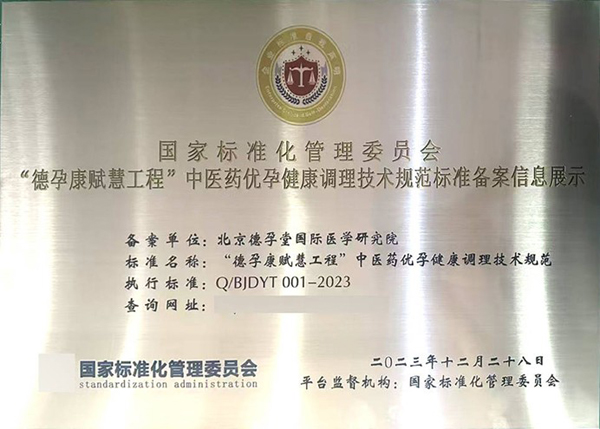 国家标准化管理委员会
“德孕康赋慧工程”中医药优孕健康调理技术规范标准备案信息展示
备案单位：北京德孕堂国际医学研究院
标准名称：“德孕康赋慧工程”中医药优孕健康调理技术规范
执行标准：Q/BJDYT 001-2023
查询网址：
国家标准化管理委员会
standardization administration
二〇二三年十二月二十八日
平台监督机构：国家标准化管理委员会